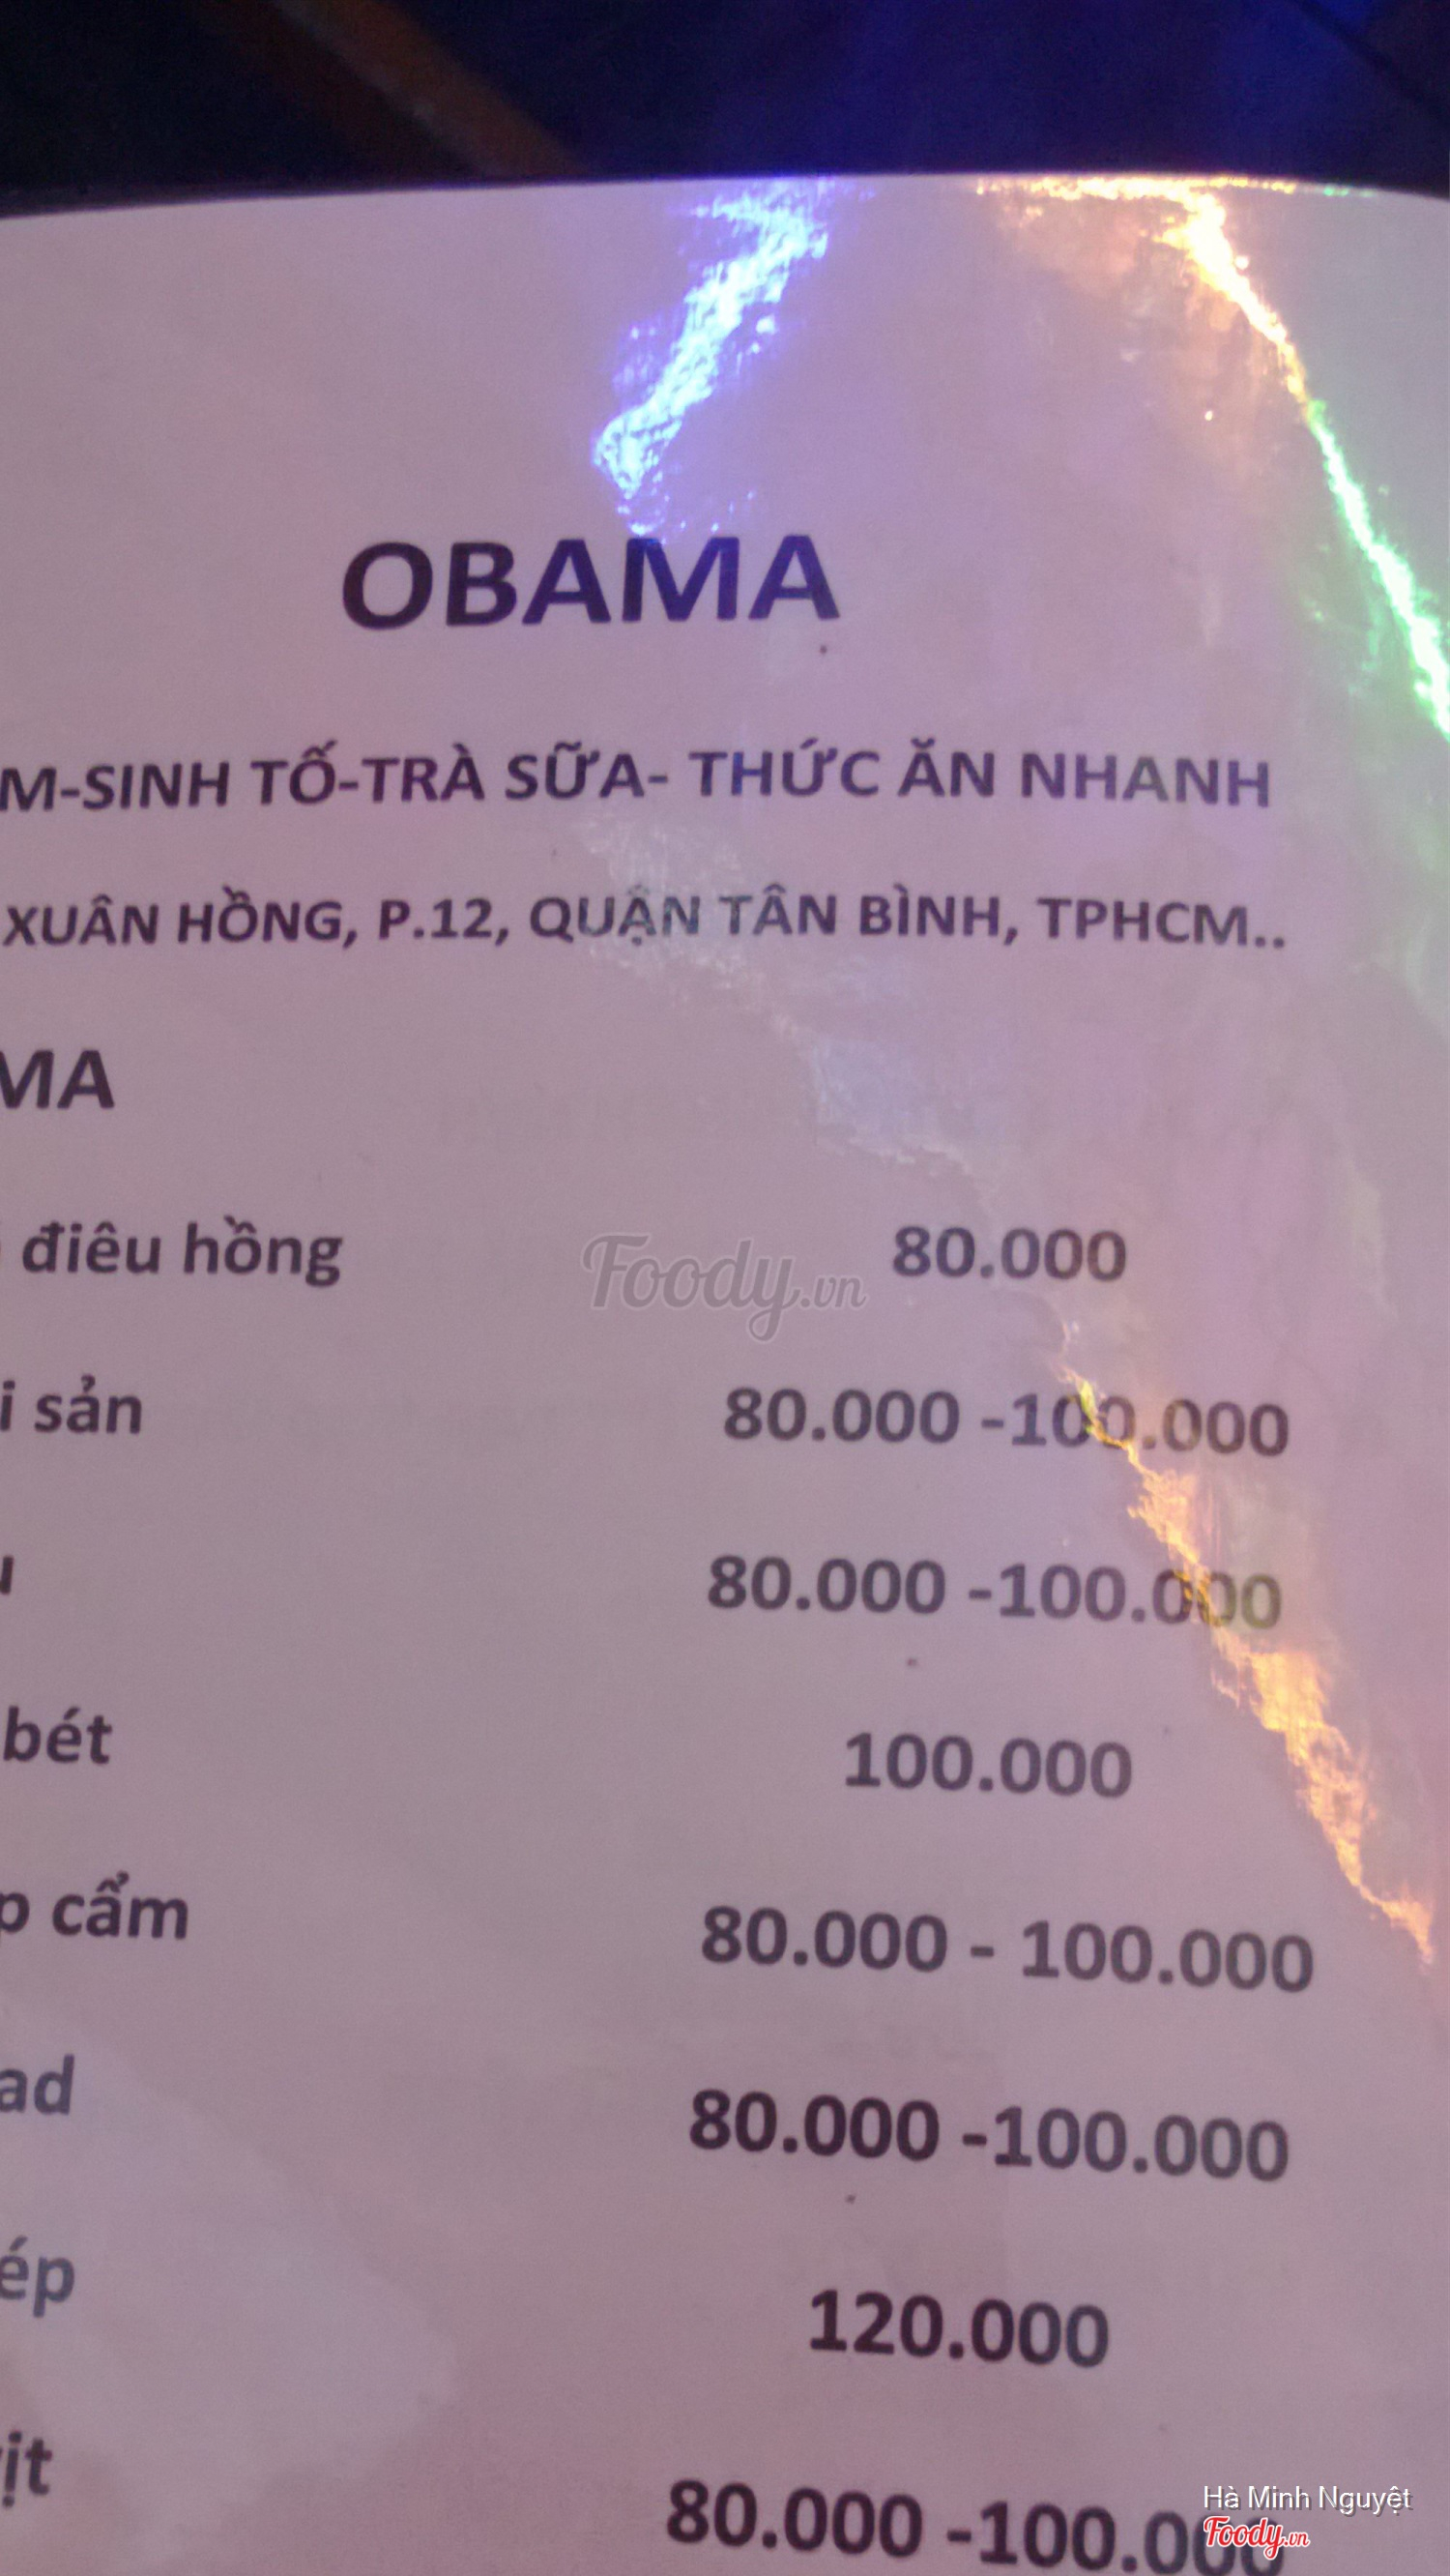 OBAMA
M-SINH TỐ-TRÀ SỮA- THỨC ĂN NHANH
XUÂN HỒNG, P.12, QUẬN TÂN BÌNH, TPHCM..
MA
điêu hồng 80.000
Foody.vn
i sản 80.000 -100.000
u 80.000 -100.000
bét 100.000
p cẩm 80.000 - 100.000
ad 80.000 -100.000
ép 120.000
ịt 80.000 -100.000
Hà Minh Nguyệt
Foody.vn